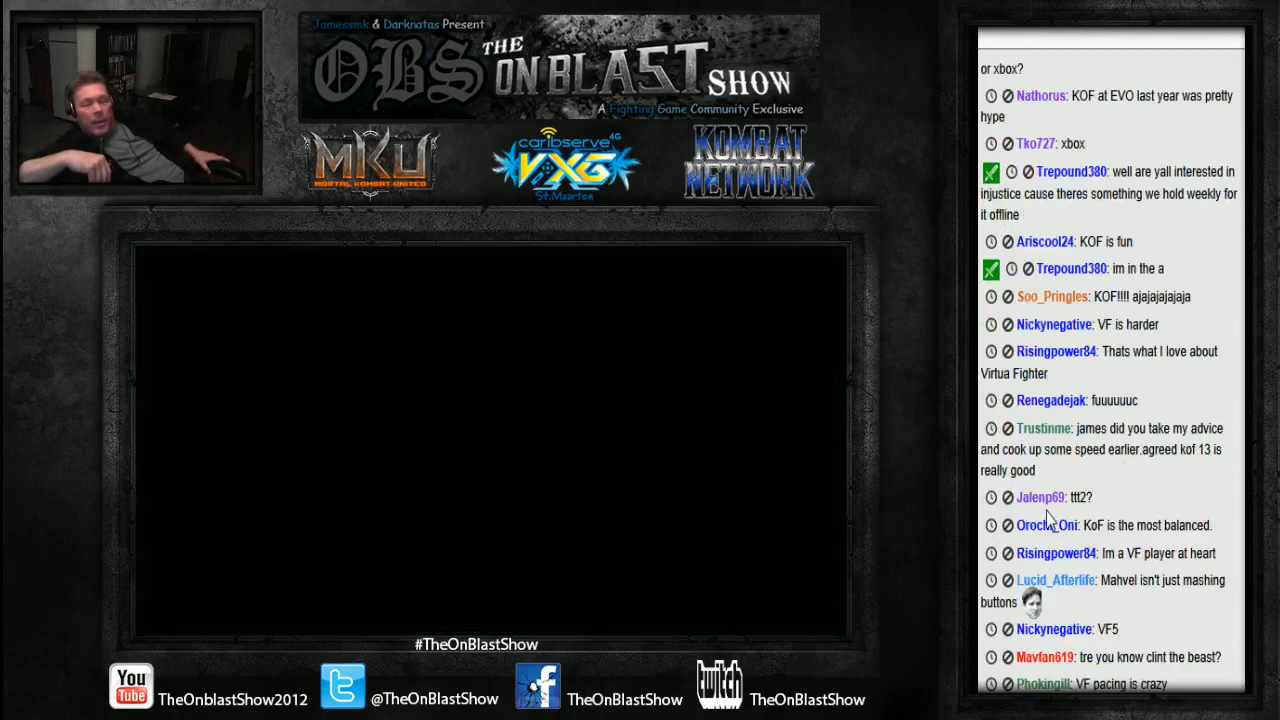 Jamessmk & Darknatas Present
OBS THE ON BLAST SHOW
A Fighting Game Community Exclusive
MKU
MORTAL KOMBAT UNITED
caribserve 4G
VXG
St.Maarten
KOMBAT
NETWORK
#TheOnBlastShow
You
Tube
TheOnblastShow2012
@TheOnBlastShow
TheOnBlastShow
twitch
TheOnBlastShow
or xbox?
Nathorus: KOF at EVO last year was pretty
hype
Tko727: xbox
Trepound380: well are yall interested in
injustice cause theres something we hold weekly for
it offline
Ariscool24: KOF is fun
Trepound380: im in the a
Soo_Pringles: KOF!!!! ajajajajajaja
Nickynegative: VF is harder
Risingpower84: Thats what I love about
Virtua Fighter
Renegadejak: fuuuuuuc
Trustinme: james did you take my advice
and cook up some speed earlier.agreed kof 13 is
really good
Jalenp69: ttt2?
Orochi_Oni: KoF is the most balanced.
Risingpower84: Im a VF player at heart
Lucid_Afterlife: Mahvel isn't just mashing
buttons
Nickynegative: VF5
Mavfan619: tre you know clint the beast?
Phokingill: VF pacing is crazy